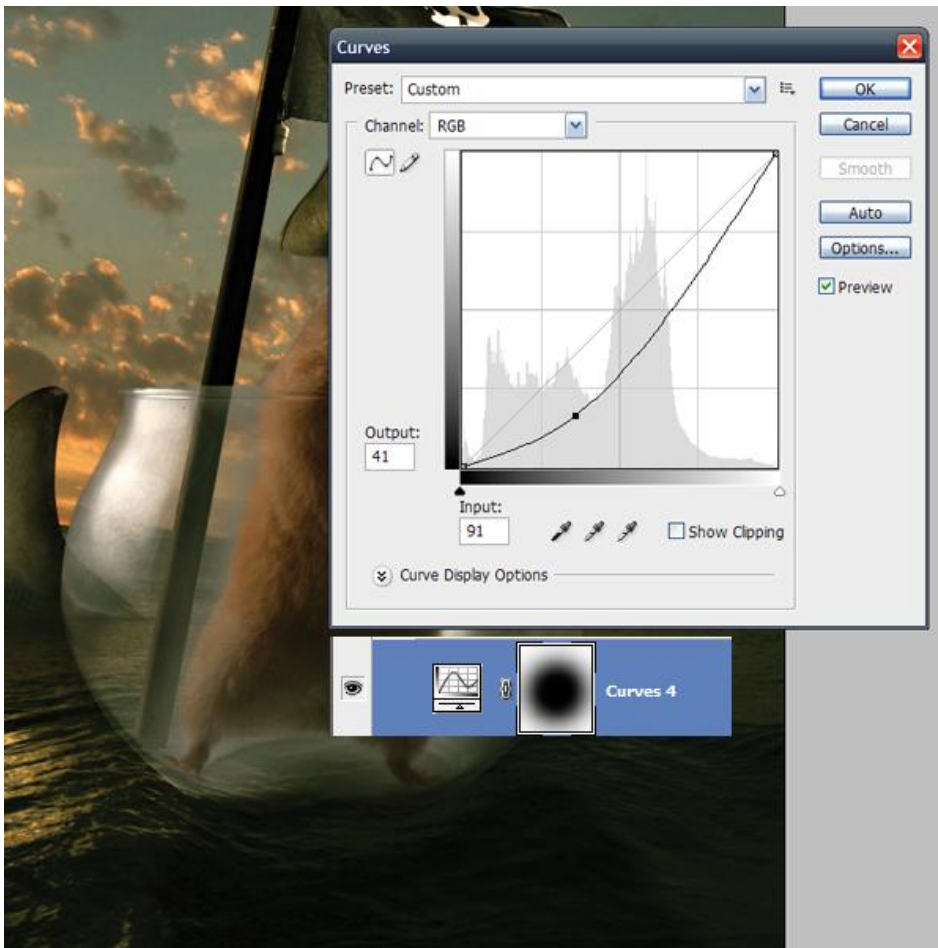 Curves
Preset: Custom
OK
Channel: RGB
Cancel
Smooth
Auto
Options...
Preview
Output:
41
Input:
91
Show Clipping
Curve Display Options
Curves 4